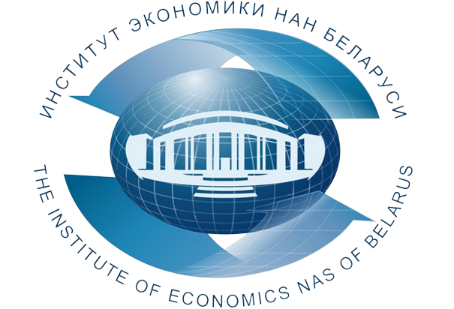 ИНСТИТУТ ЭКОНОМИКИ НАН БЕЛАРУСИ
THE INSTITUTE OF ECONOMICS NAS OF BELARUS